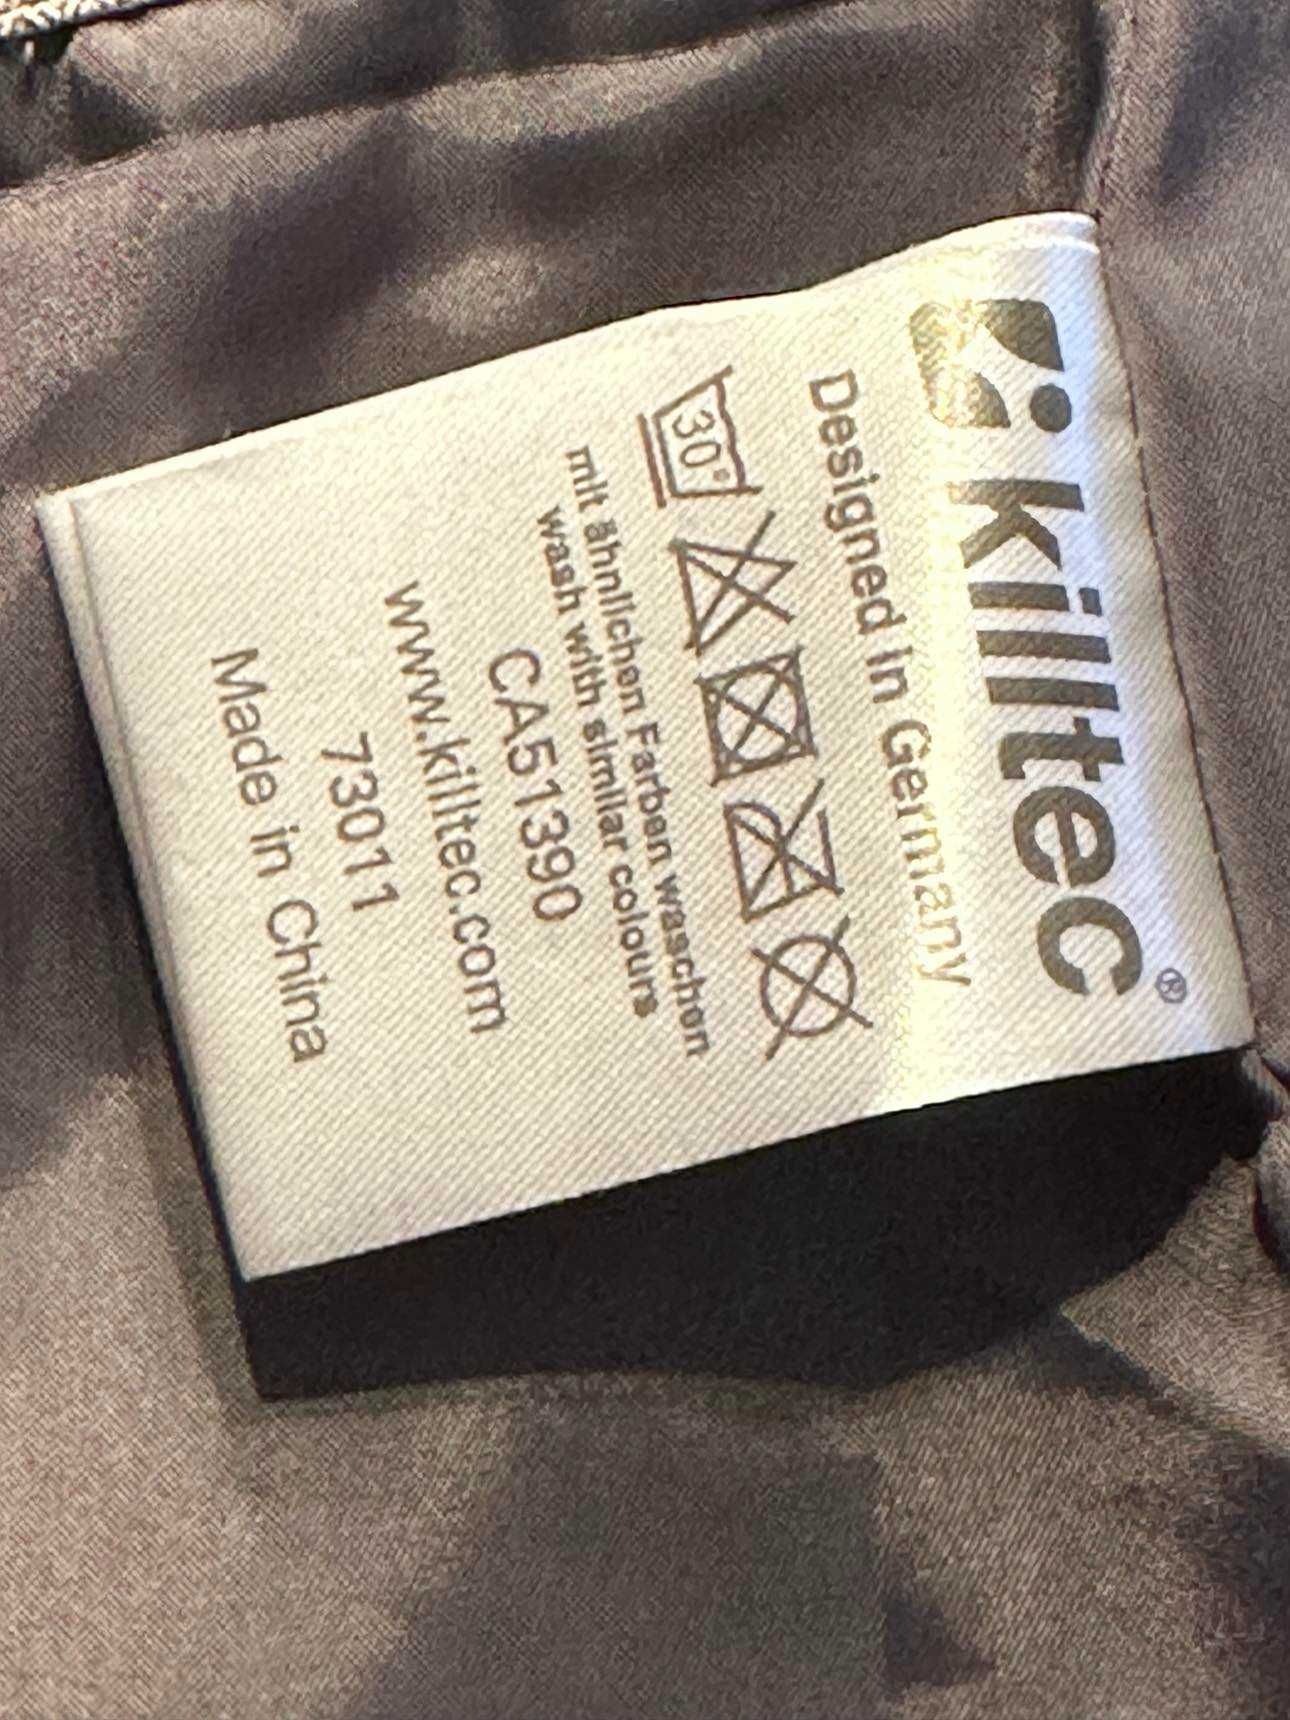 killtec®
Designed in Germany
30°
mit ähnlichen Farben waschen
wash with similar colours
CA51390
www.killtec.com
73011
Made in China